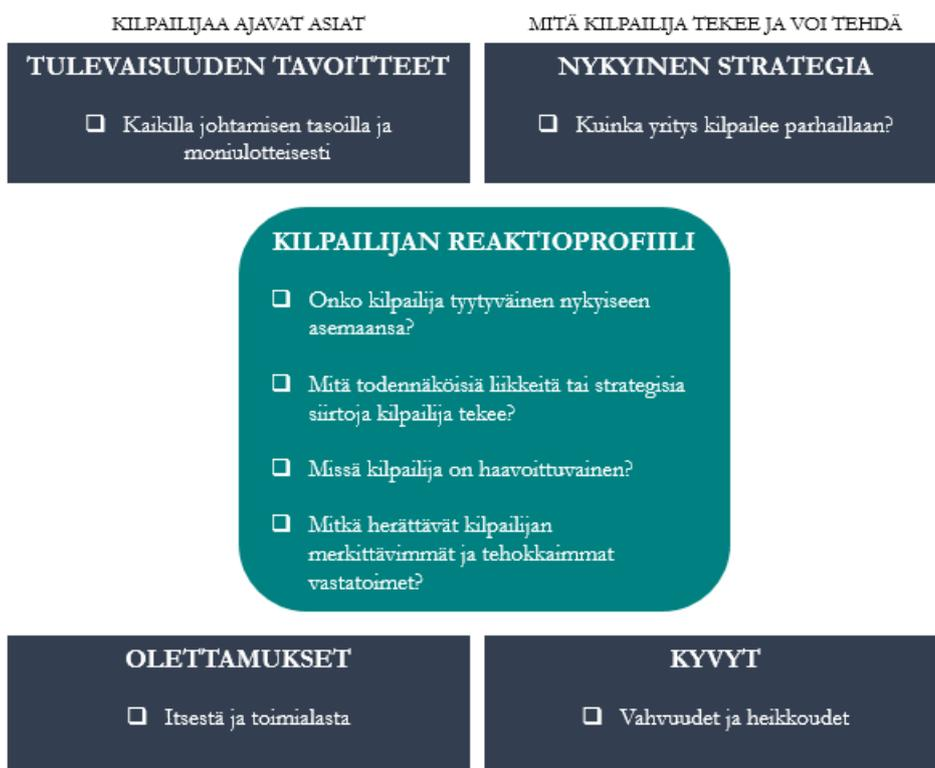 KILPAILIJAA AJAVAT ASIAT
MITÄ KILPAILIJA TEKEE JA VOI TEHDÄ
TULEVAISUUDEN TAVOITTEET
❑ Kaikilla johtamisen tasoilla ja
moniulotteisesti
NYKYINEN STRATEGIA
❑ Kuinka yritys kilpailee parhaillaan?
KILPAILIJAN REAKTIOPROFIILI
❑ Onko kilpailija tyytyväinen nykyiseen
asemaansa?
❑ Mitä todennäköisiä liikkeitä tai strategisia
siirtoja kilpailija tekee?
❑ Missä kilpailija on haavoittuvainen?
❑ Mitkä herättävät kilpailijan
merkittävimmät ja tehokkaimmat
vastatoimet?
OLETTAMUKSET
❑ Itsestä ja toimialasta
KYVYT
❑ Vahvuudet ja heikkoudet